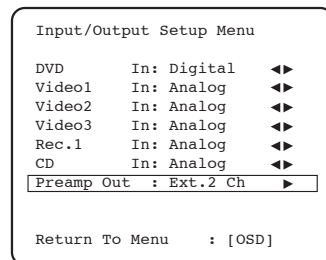 Input/Output Setup Menu
DVD In: Digital ◀▶
Video1 In: Analog ◀▶
Video2 In: Analog ◀▶
Video3 In: Analog ◀▶
Rec.1 In: Analog ◀▶
CD In: Analog ◀▶
Preamp Out : Ext.2 Ch ▶
Return To Menu : [OSD]